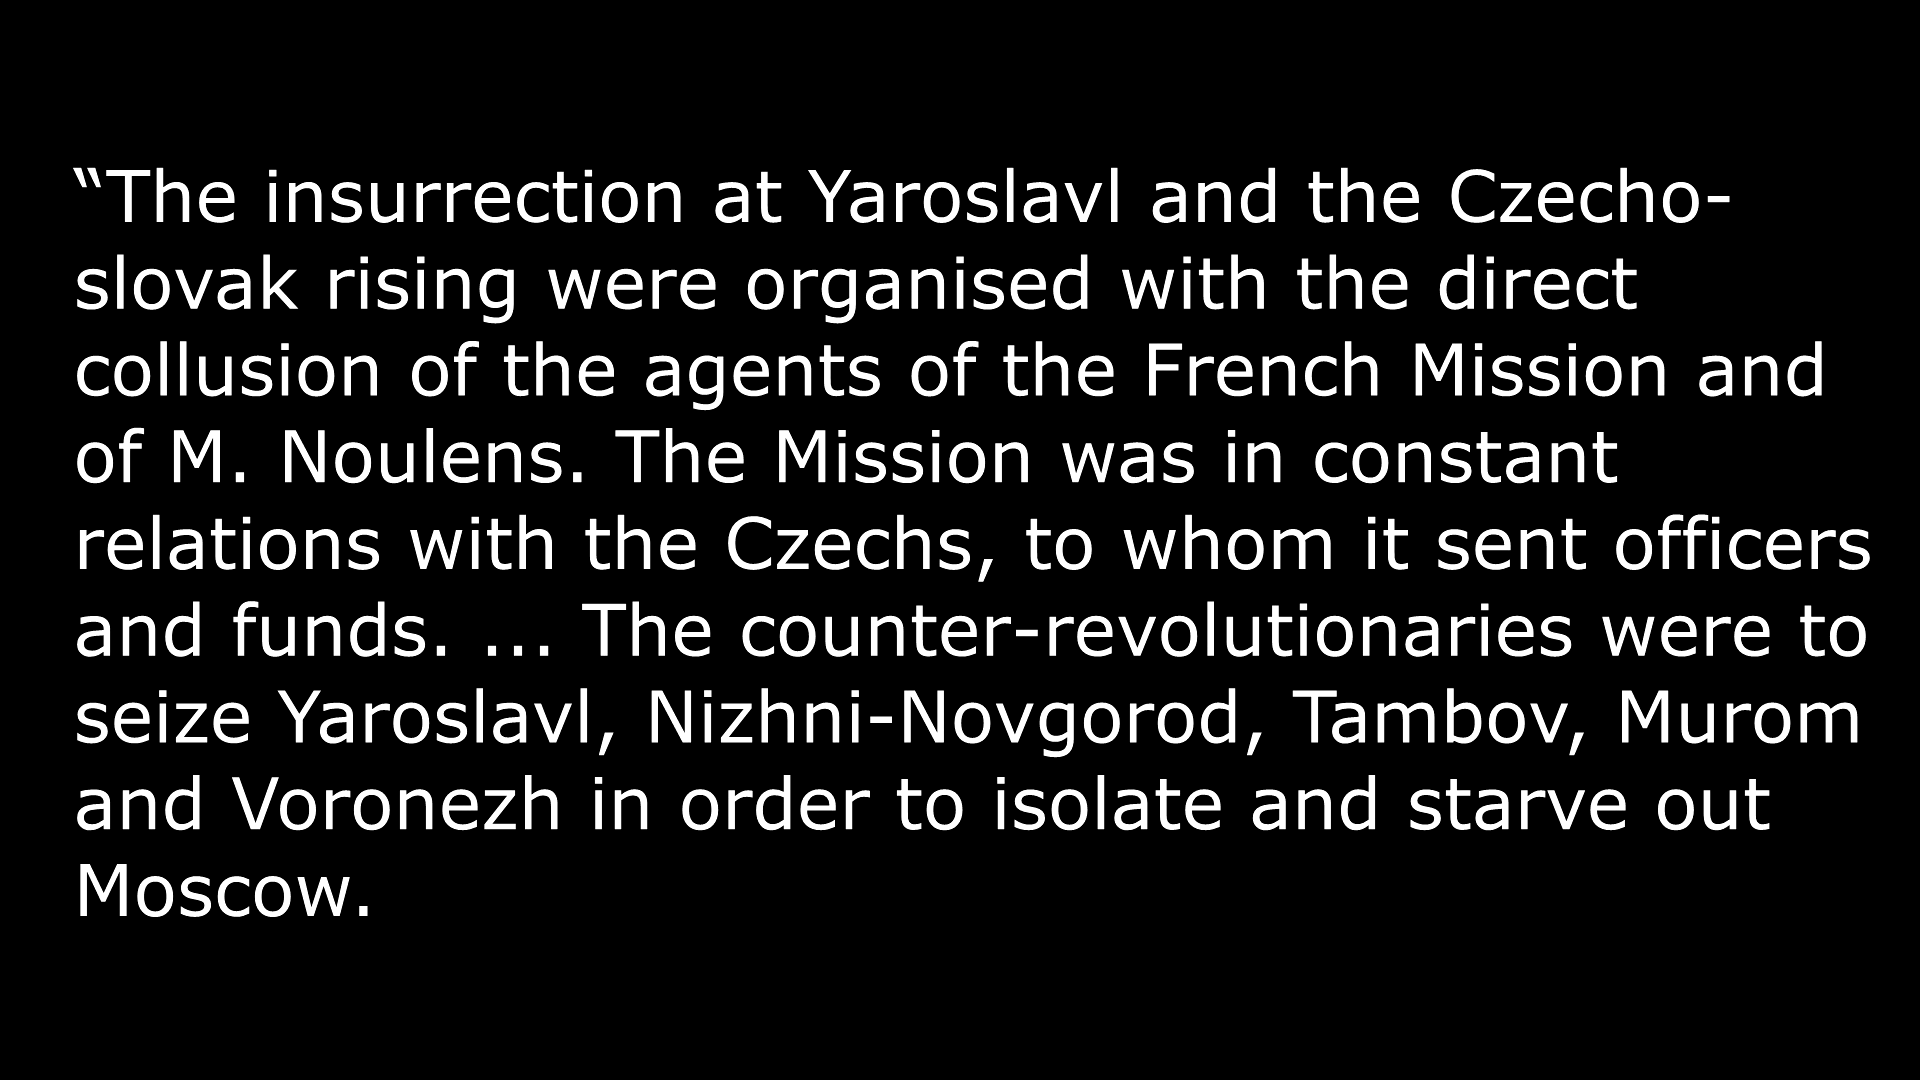 “The insurrection at Yaroslavl and the Czecho-
slovak rising were organised with the direct
collusion of the agents of the French Mission and
of M. Noulens. The Mission was in constant
relations with the Czechs, to whom it sent officers
and funds. … The counter-revolutionaries were to
seize Yaroslavl, Nizhni-Novgorod, Tambov, Murom
and Voronezh in order to isolate and starve out
Moscow.